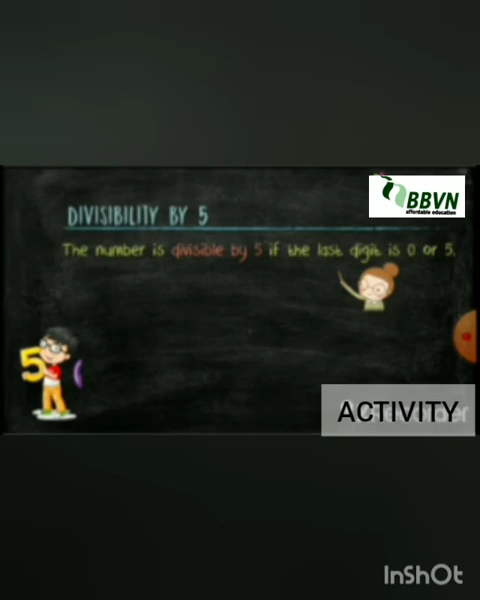 BBVN
affordable education
DIVISIBILITY BY 5
The number is divisible by 5 if the last digit is 0 or 5.
5
ACTIVITY
InShOt